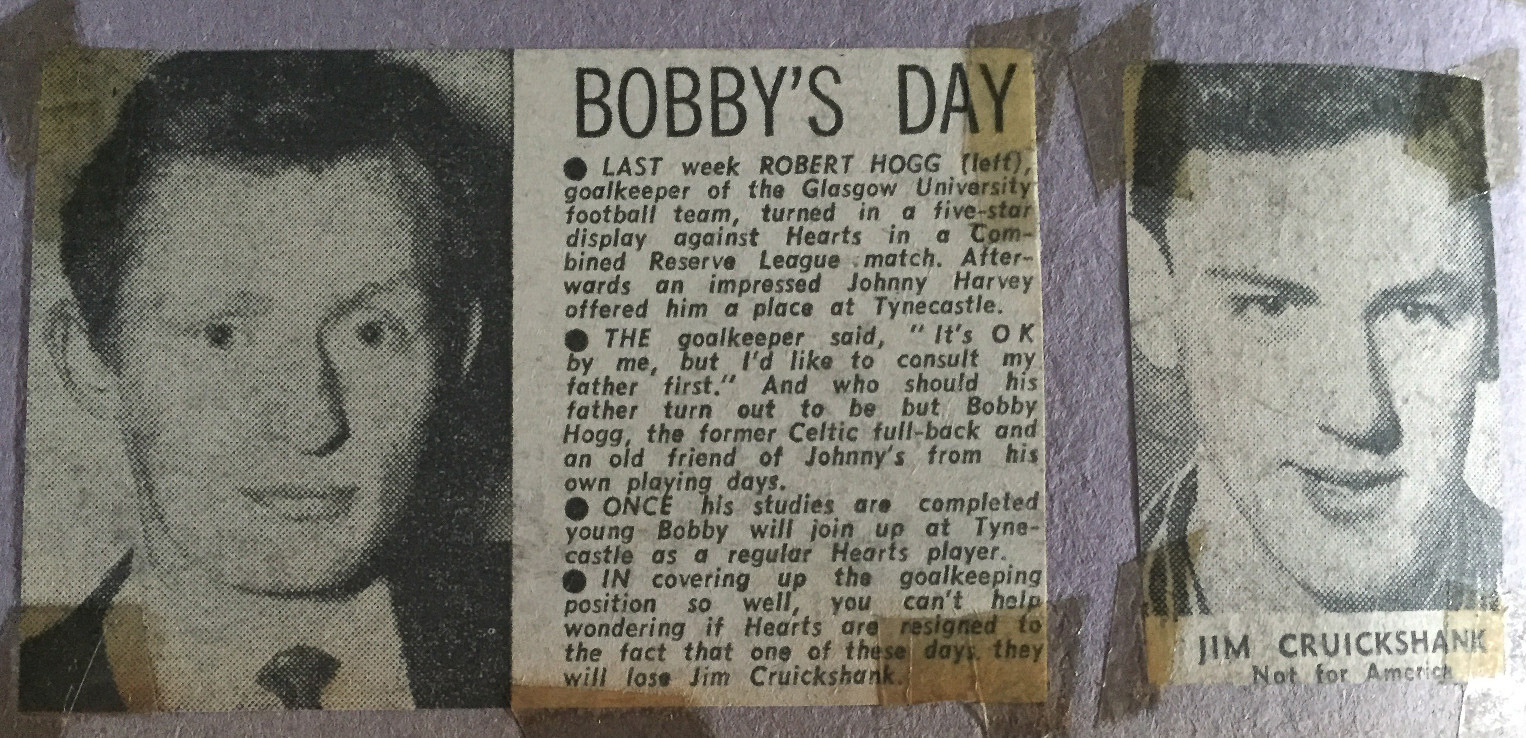 BOBBY'S DAY
● LAST week ROBERT HOGG (left),
goalkeeper of the Glasgow University
football team, turned in a five-star
display against Hearts in a Com-
bined Reserve League match. After-
wards an impressed Johnny Harvey
offered him a place at Tynecastle.
● THE goalkeeper said, "It's O K
by me, but I'd like to consult my
father first." And who should his
father turn out to be but Bobby
Hogg, the former Celtic full-back and
an old friend of Johnny's from his
own playing days.
● ONCE his studies are completed
young Bobby will join up at Tyne-
castle as a regular Hearts player.
● IN covering up the goalkeeping
position so well, you can't help
wondering if Hearts are resigned to
the fact that one of these days they
will lose Jim Cruickshank.
JIM CRUICKSHANK
Not for America